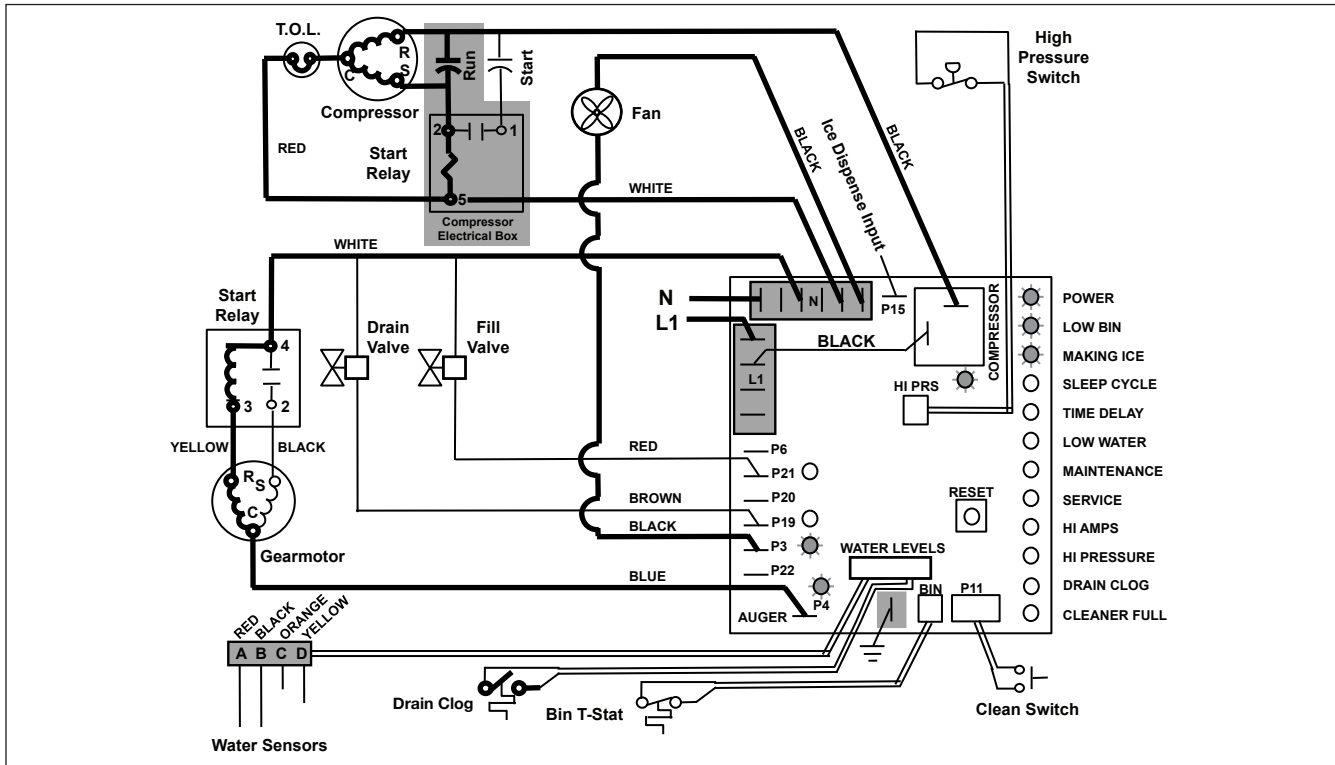 T.O.L.
R
S
C
Compressor
Run
Start
2
1
5
Start
Relay
Compressor
Electrical Box
RED
WHITE
Fan
BLACK
Ice Dispense Input
BLACK
High
Pressure
Switch
WHITE
Start
Relay
4
3
2
YELLOW
BLACK
R
S
C
Gearmotor
Drain
Valve
Fill
Valve
RED
BROWN
BLACK
BLUE
N
L1
N
P15
L1
BLACK
COMPRESSOR
HI PRS
P6
P21
P20
P19
P3
P22
P4
AUGER
WATER LEVELS
RESET
BIN
P11
POWER
LOW BIN
MAKING ICE
SLEEP CYCLE
TIME DELAY
LOW WATER
MAINTENANCE
SERVICE
HI AMPS
HI PRESSURE
DRAIN CLOG
CLEANER FULL
RED
BLACK
ORANGE
YELLOW
A B C D
Water Sensors
Drain Clog
Bin T-Stat
Clean Switch